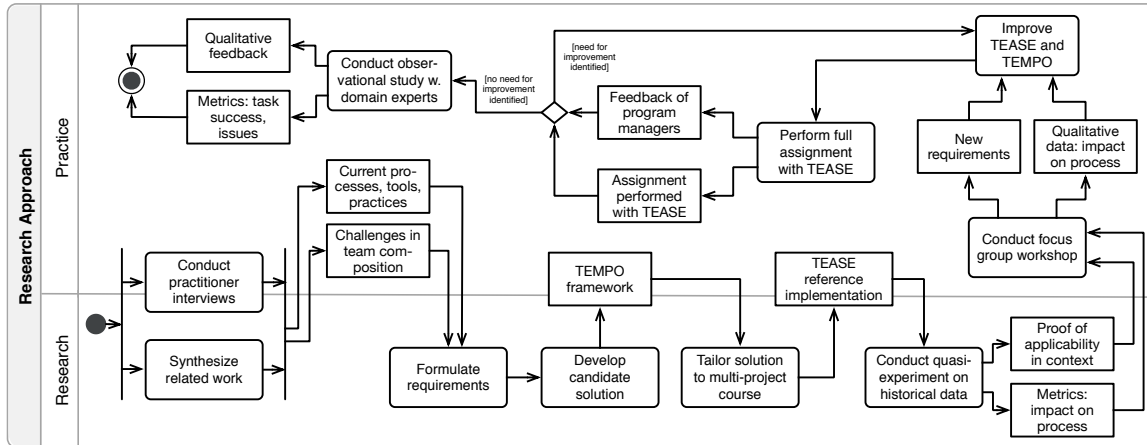 Research Approach
Practice
Research
Qualitative
feedback
Metrics: task
success,
issues
Conduct obser-
vational study w.
domain experts
[no need for
improvement
identified]
[need for
improvement
identified]
Feedback of
program
managers
Assignment
performed
with TEASE
Perform full
assignment
with TEASE
Improve
TEASE and
TEMPO
New
requirements
Qualitative
data: impact
on process
Conduct focus
group workshop
Current pro-
cesses, tools,
practices
Challenges in
team com-
position
Conduct
practitioner
interviews
Synthesize
related work
Formulate
requirements
TEMPO
framework
Develop
candidate
solution
Tailor solution
to multi-project
course
TEASE
reference
implementation
Conduct quasi-
experiment on
historical data
Proof of
applicability
in context
Metrics:
impact on
process